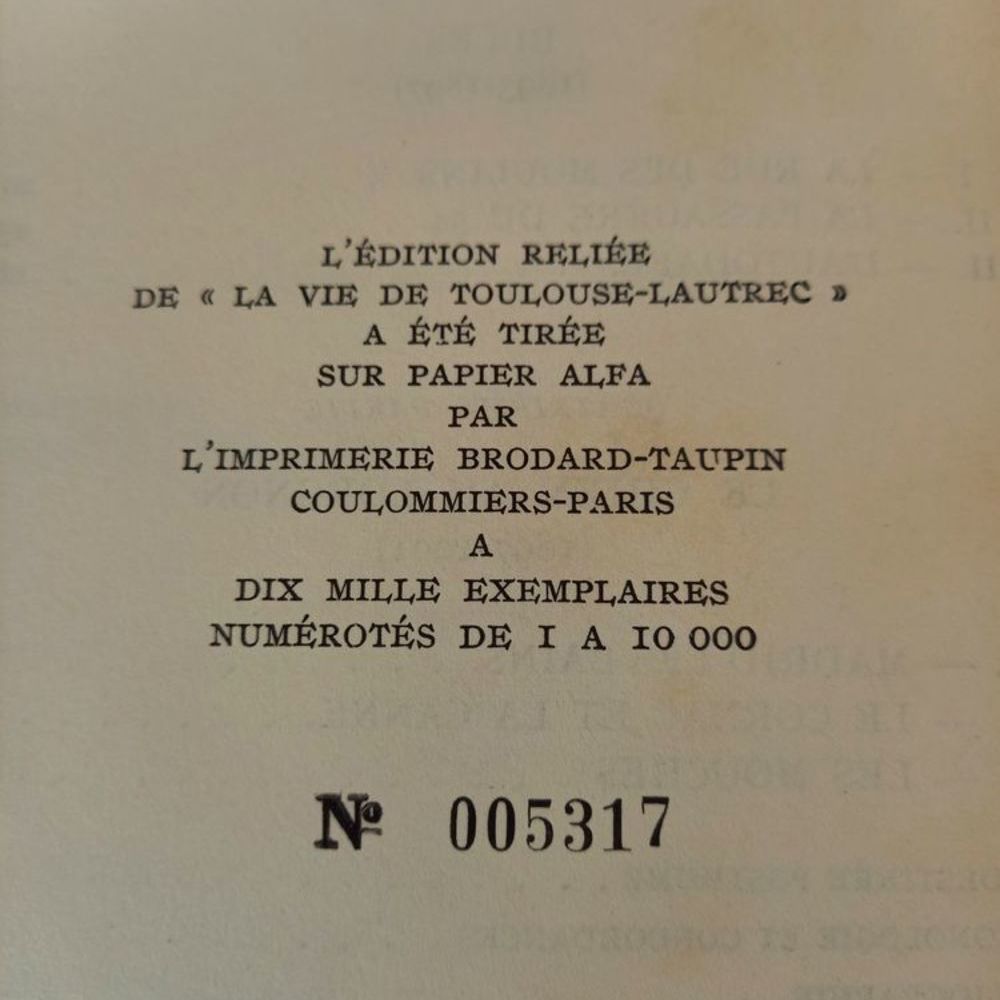 L'ÉDITION RELIÉE
DE « LA VIE DE TOULOUSE-LAUTREC »
A ÉTÉ TIRÉE
SUR PAPIER ALFA
PAR
L'IMPRIMERIE BRODARD-TAUPIN
COULOMMIERS-PARIS
A
DIX MILLE EXEMPLAIRES
NUMÉROTÉS DE I A IO 000
Nº 005317